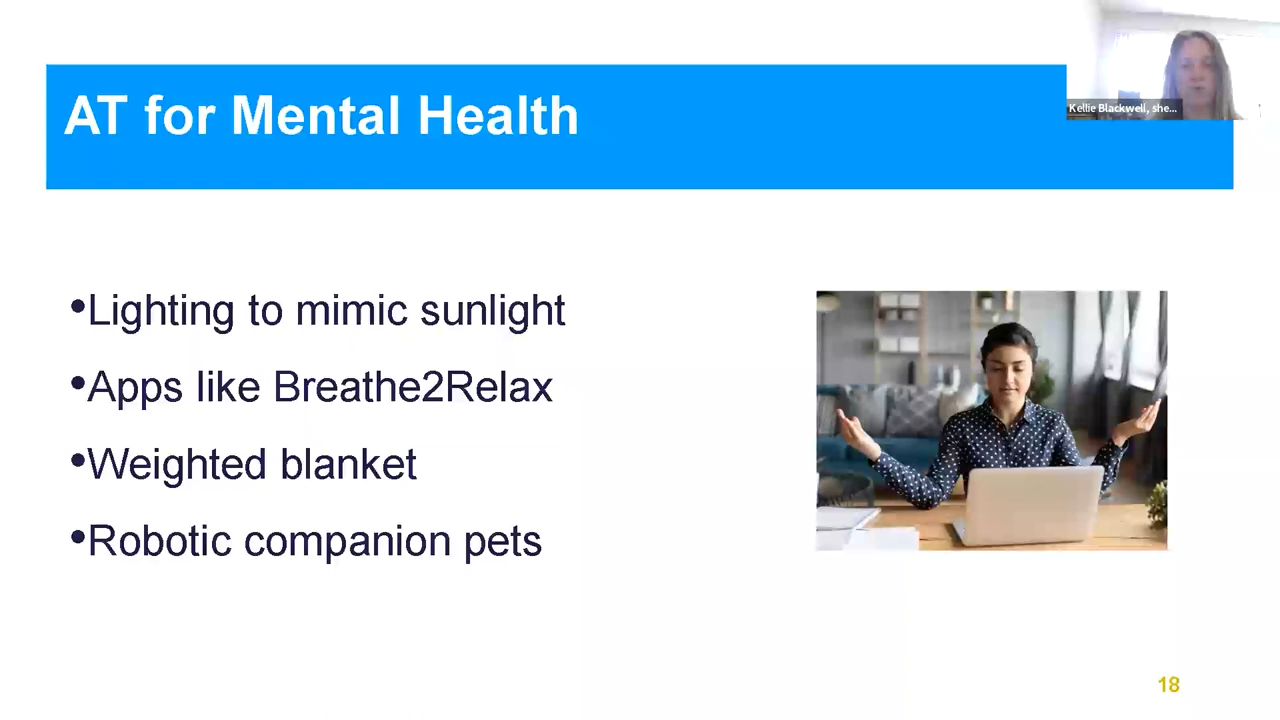 AT for Mental Health
Kellie Blackwell, she...
•Lighting to mimic sunlight
•Apps like Breathe2Relax
•Weighted blanket
•Robotic companion pets
18